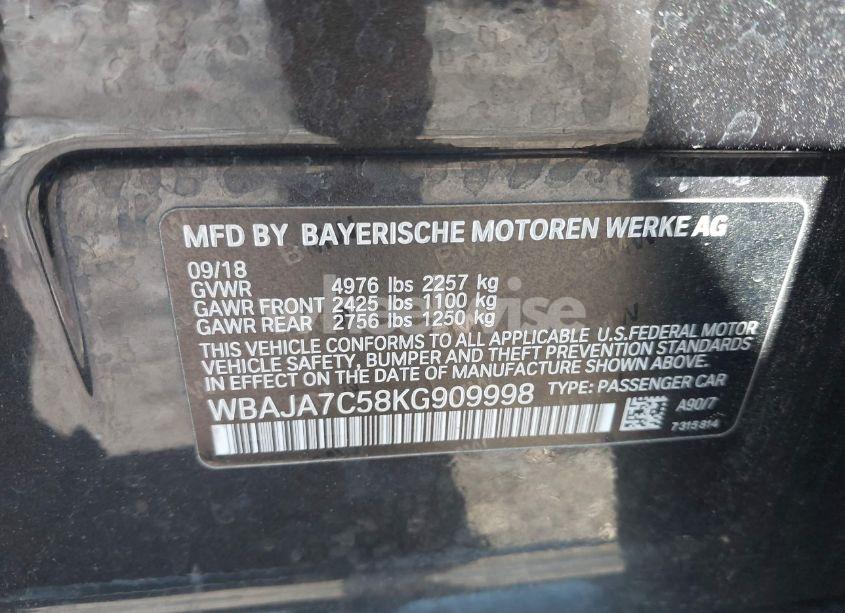 MFD BY BAYERISCHE MOTOREN WERKE AG
09/18
GVWR 4976 lbs 2257 kg
GAWR FRONT 2425 lbs 1100 kg
GAWR REAR 2756 lbs 1250 kg
THIS VEHICLE CONFORMS TO ALL APPLICABLE U.S.FEDERAL MOTOR
VEHICLE SAFETY, BUMPER AND THEFT PREVENTION STANDARDS
IN EFFECT ON THE DATE OF MANUFACTURE SHOWN ABOVE.
WBAJA7C58KG909998 TYPE: PASSENGER CAR
A90/7
7315814